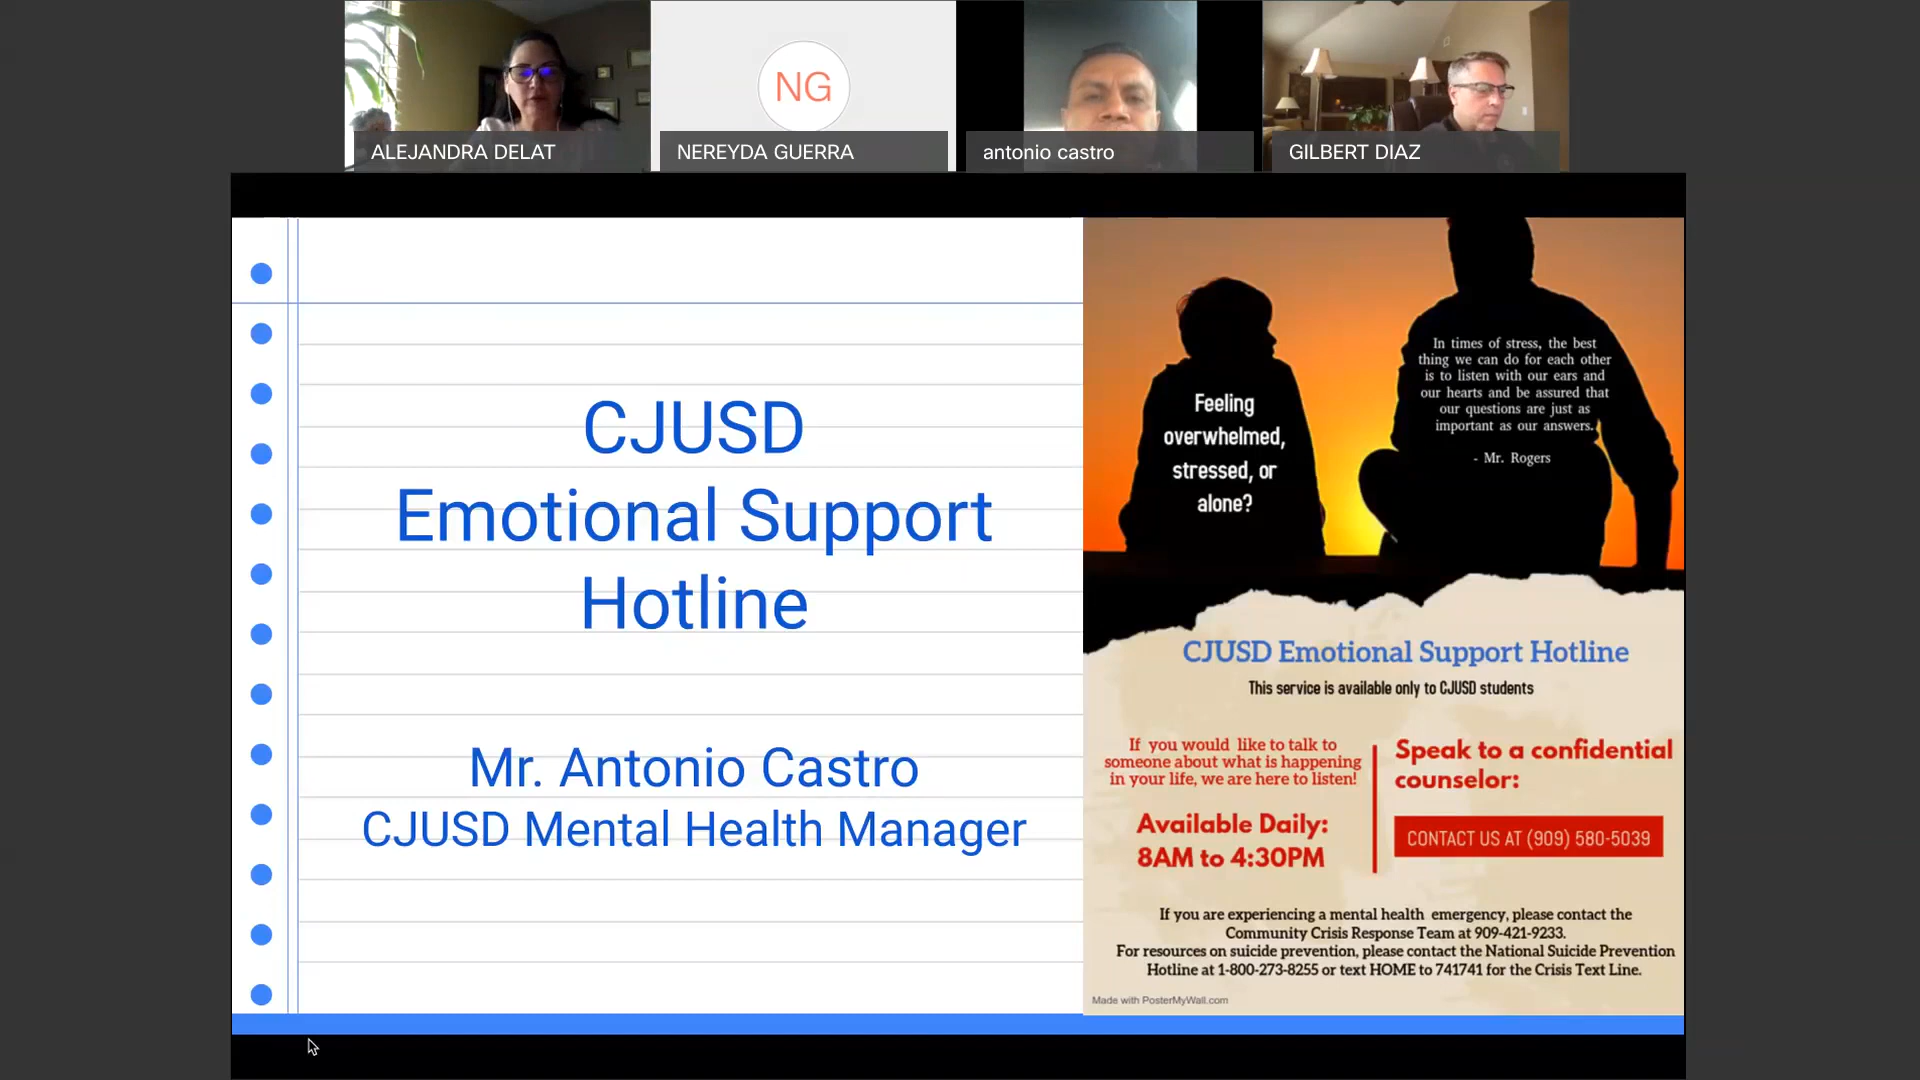 ALEJANDRA DELAT
NG
NEREYDA GUERRA
antonio castro
GILBERT DIAZ
CJUSD
Emotional Support
Hotline
Mr. Antonio Castro
CJUSD Mental Health Manager
Feeling
overwhelmed,
stressed, or
alone?
In times of stress, the best
thing we can do for each other
is to listen with our ears and
our hearts and be assured that
our questions are just as
important as our answers.
- Mr. Rogers
CJUSD Emotional Support Hotline
This service is available only to CJUSD students
If you would like to talk to
someone about what is happening
in your life, we are here to listen!
Available Daily:
8AM to 4:30PM
Speak to a confidential
counselor:
CONTACT US AT (909) 580-5039
If you are experiencing a mental health emergency, please contact the
Community Crisis Response Team at 909-421-9233.
For resources on suicide prevention, please contact the National Suicide Prevention
Hotline at 1-800-273-8255 or text HOME to 741741 for the Crisis Text Line.
Made with PosterMyWall.com